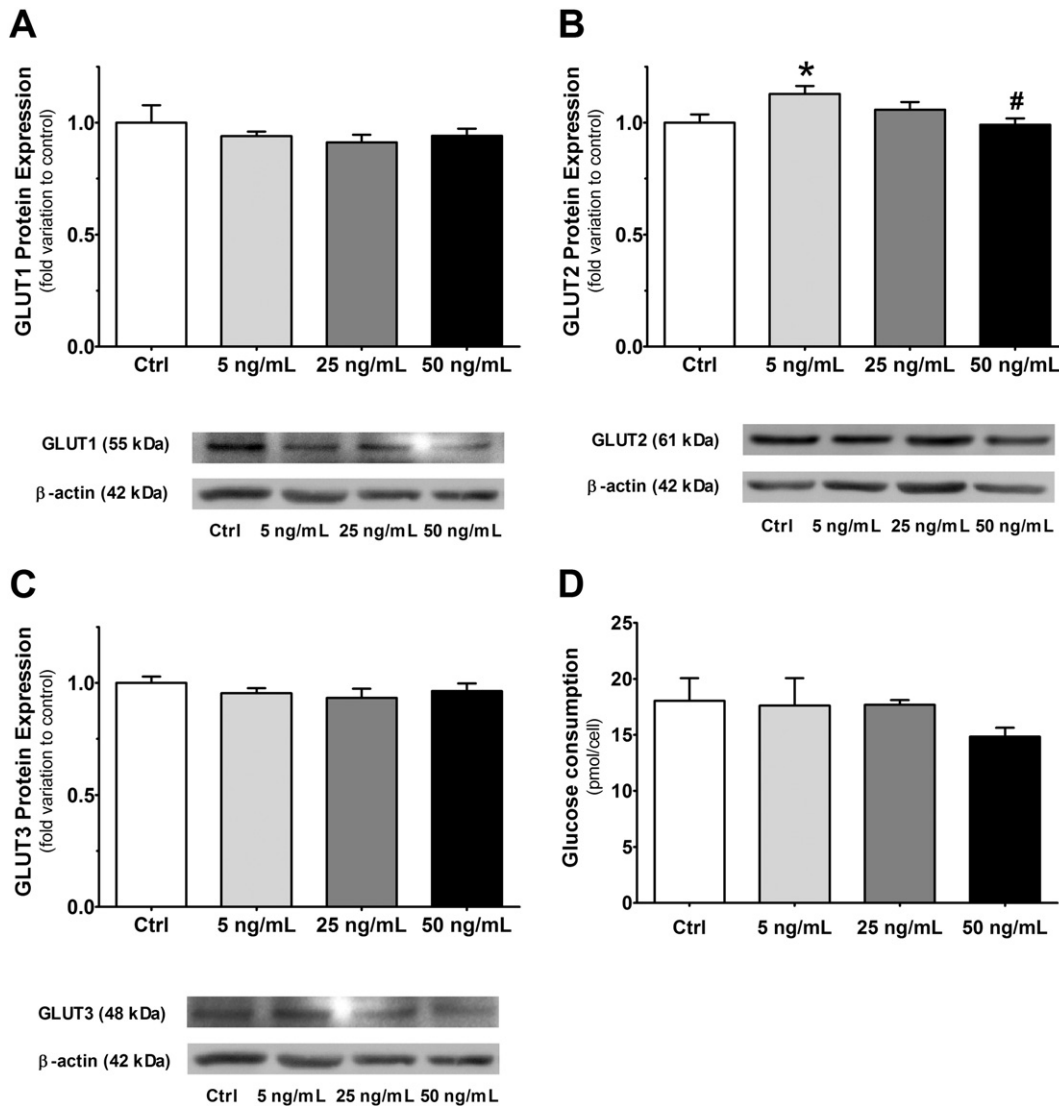 A
GLUT1 Protein Expression
(fold variation to control)
1.0
0.5
0.0
Ctrl 5 ng/mL 25 ng/mL 50 ng/mL
GLUT1 (55 kDa)
β-actin (42 kDa)
Ctrl 5 ng/mL 25 ng/mL 50 ng/mL
B
GLUT2 Protein Expression
(fold variation to control)
1.0
0.5
0.0
*
#
Ctrl 5 ng/mL 25 ng/mL 50 ng/mL
GLUT2 (61 kDa)
β-actin (42 kDa)
Ctrl 5 ng/mL 25 ng/mL 50 ng/mL
C
GLUT3 Protein Expression
(fold variation to control)
1.0
0.5
0.0
Ctrl 5 ng/mL 25 ng/mL 50 ng/mL
GLUT3 (48 kDa)
β-actin (42 kDa)
Ctrl 5 ng/mL 25 ng/mL 50 ng/mL
D
Glucose consumption
(pmol/cell)
25
20
15
10
5
0
Ctrl 5 ng/mL 25 ng/mL 50 ng/mL